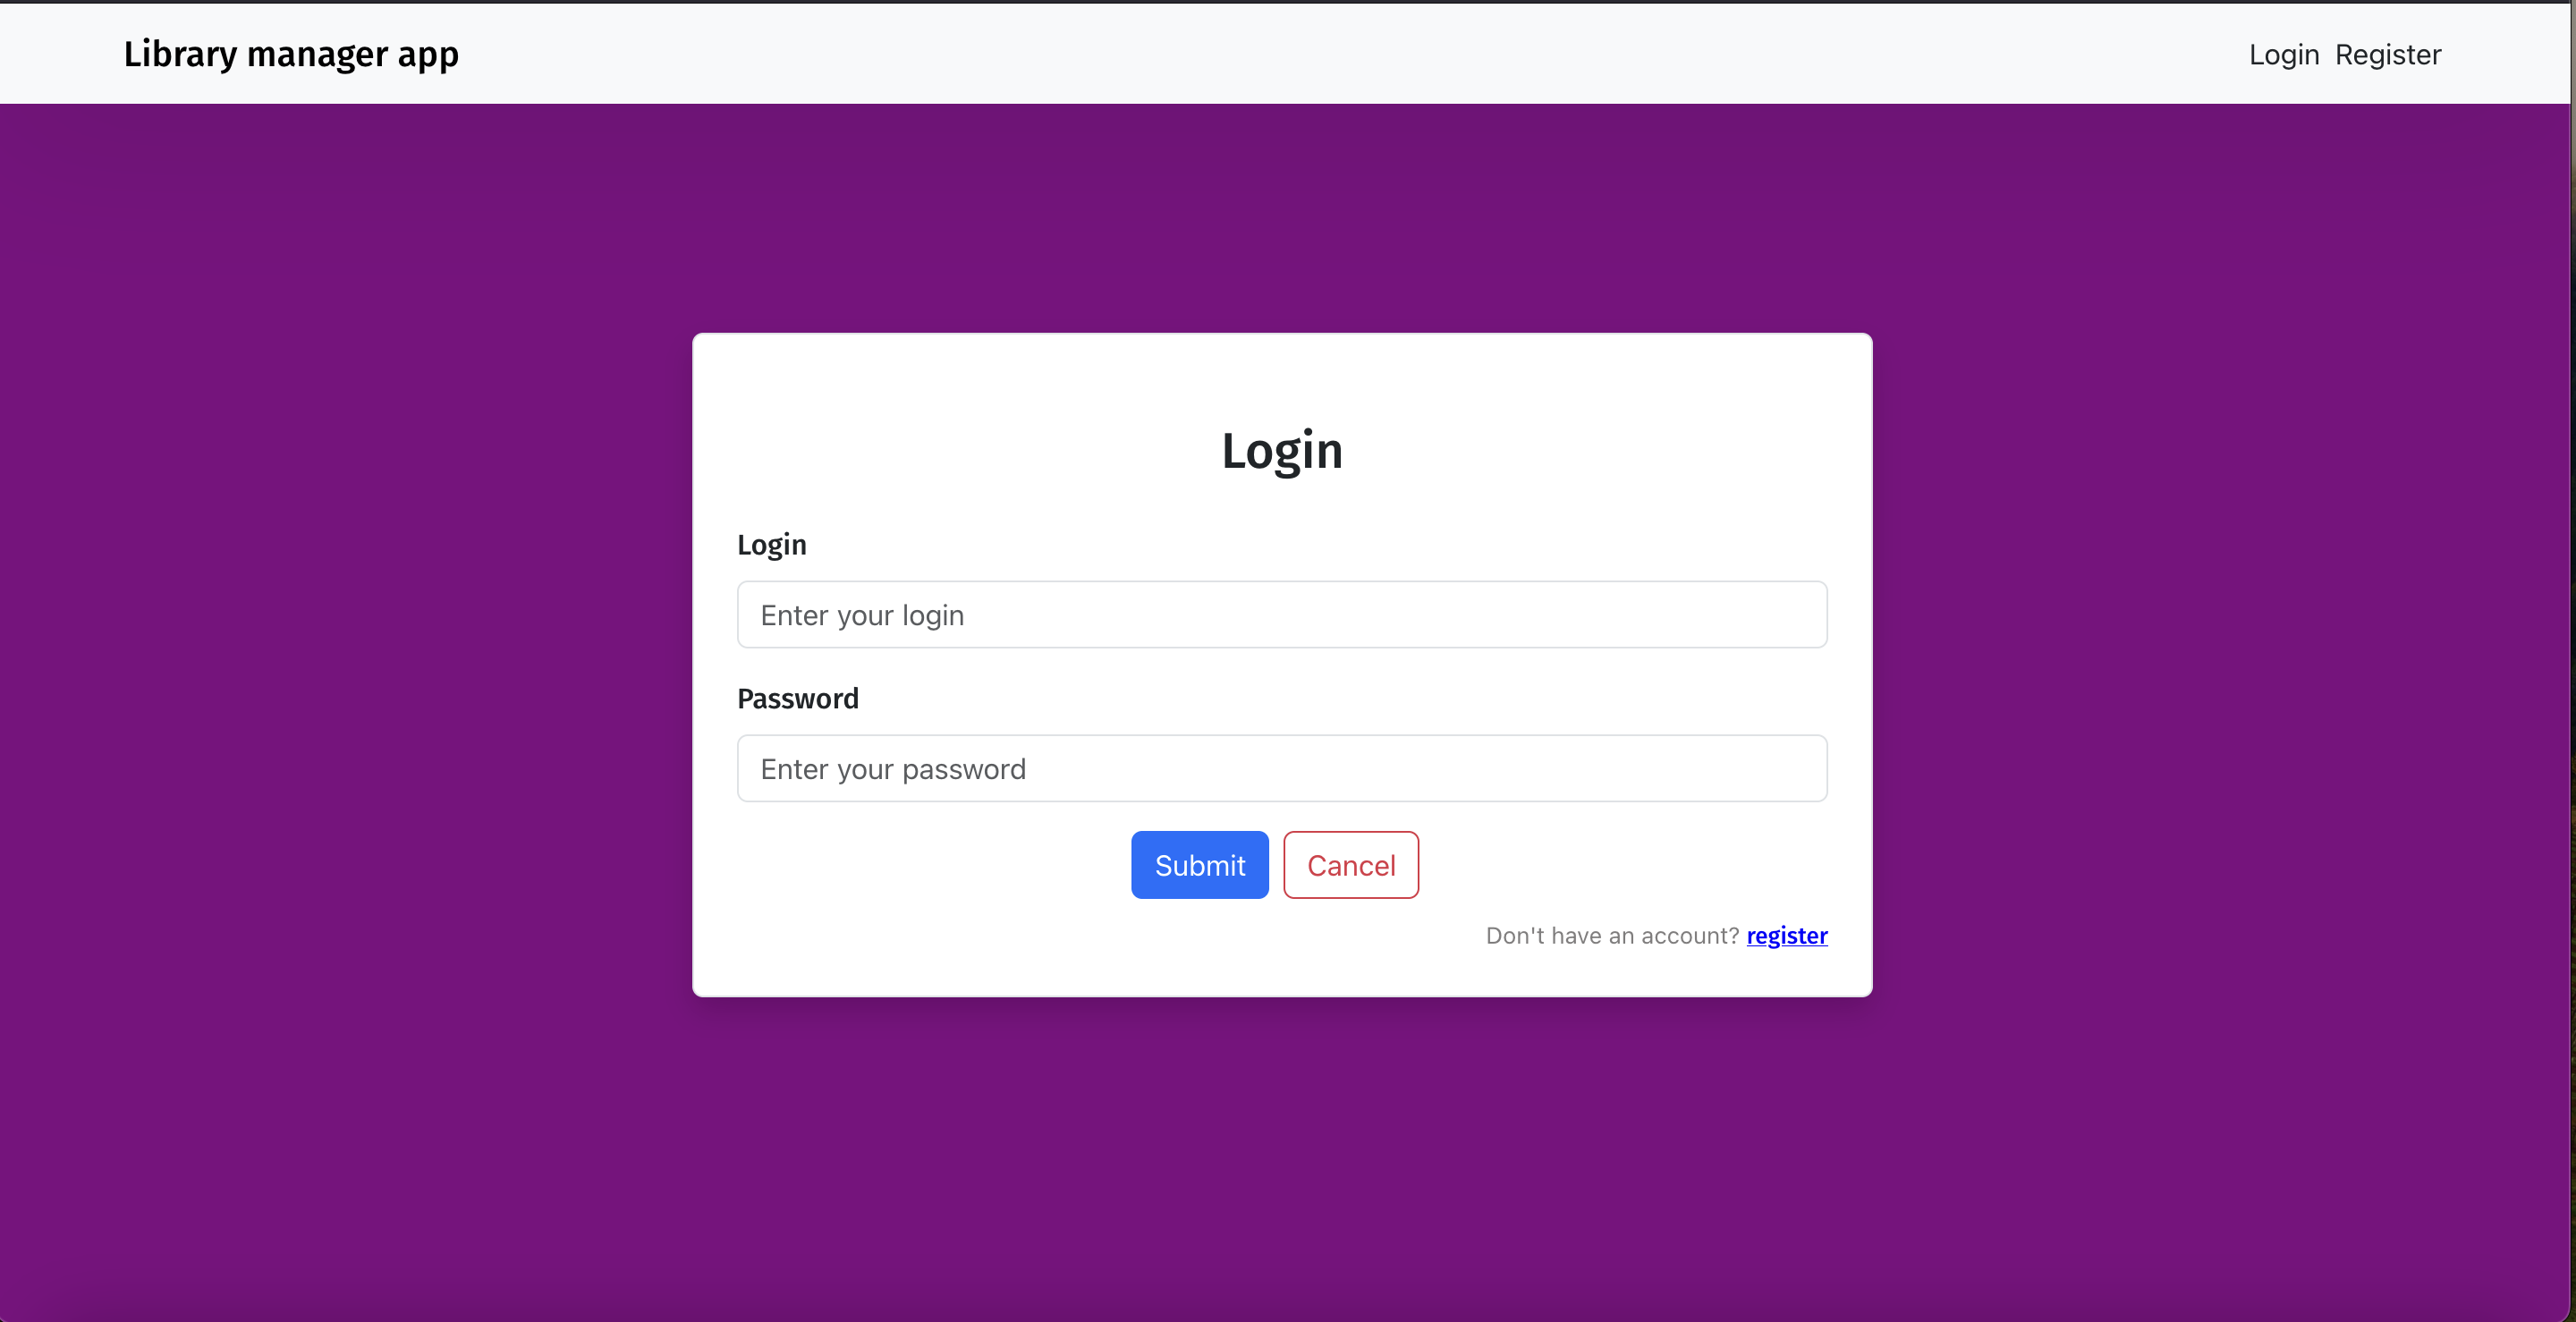 Library manager app
Login Register
Login
Login
Enter your login
Password
Enter your password
Submit Cancel
Don't have an account? register